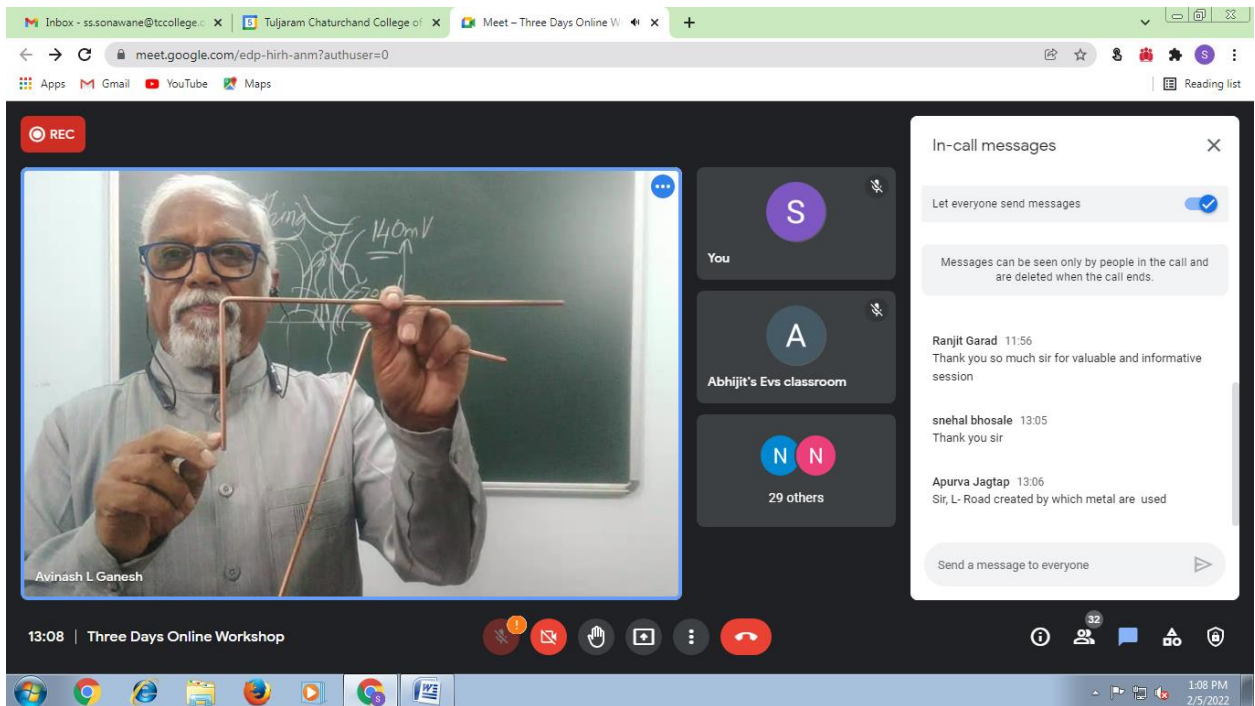 Inbox - ss.sonawane@tccollege.c
Tuljaram Chaturchand College of
Meet – Three Days Online W
meet.google.com/edp-hirh-anm?authuser=0
S
Apps
Gmail
YouTube
Maps
Reading list
REC
140mV
Avinash L Ganesh
S
You
A
Abhijit's Evs classroom
N N
29 others
In-call messages
Let everyone send messages
Messages can be seen only by people in the call and
are deleted when the call ends.
Ranjit Garad 11:56
Thank you so much sir for valuable and informative
session
snehal bhosale 13:05
Thank you sir
Apurva Jagtap 13:06
Sir, L- Road created by which metal are used
Send a message to everyone
13:08 | Three Days Online Workshop
32
1:08 PM
2/5/2022